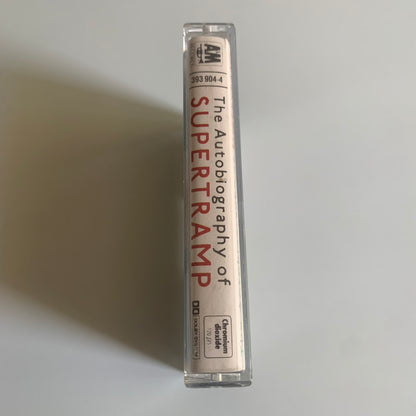 A&M
393 904-4
The Autobiography of
SUPERTRAMP
Chromium
dioxide